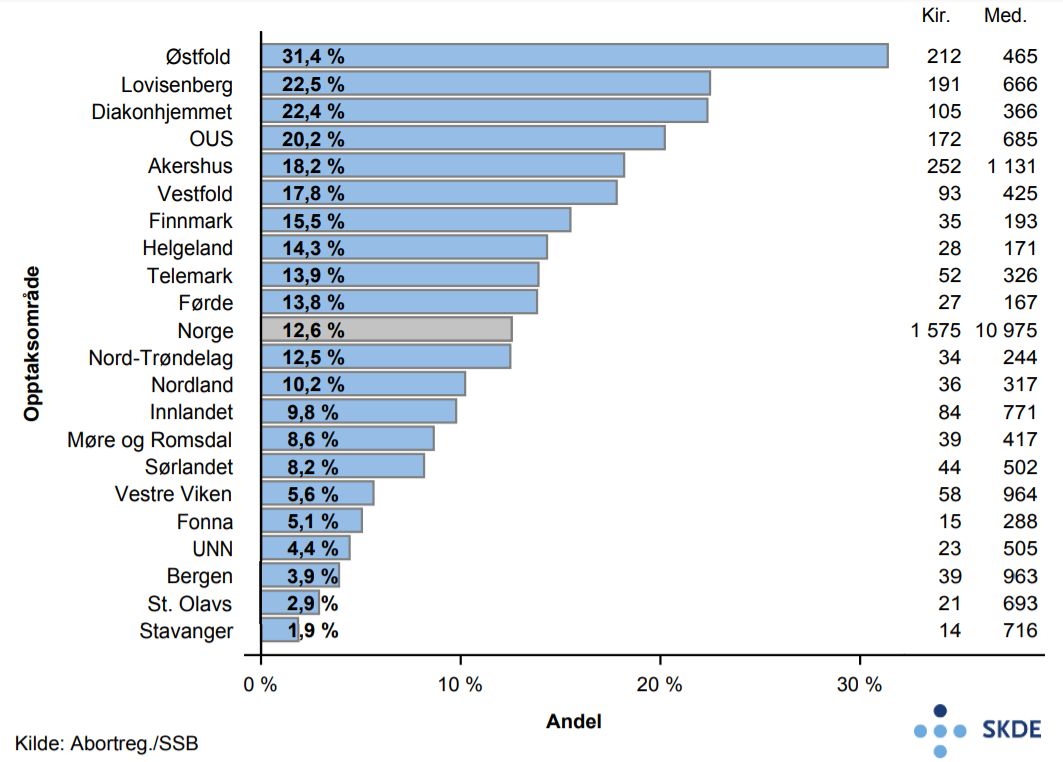 Kir. Med.
Østfold 31,4 % 212 465
Lovisenberg 22,5 % 191 666
Diakonhjemmet 22,4 % 105 366
OUS 20,2 % 172 685
Akershus 18,2 % 252 1 131
Vestfold 17,8 % 93 425
Finnmark 15,5 % 35 193
Helgeland 14,3 % 28 171
Telemark 13,9 % 52 326
Førde 13,8 % 27 167
Norge 12,6 % 1 575 10 975
Nord-Trøndelag 12,5 % 34 244
Nordland 10,2 % 36 317
Innlandet 9,8 % 84 771
Møre og Romsdal 8,6 % 39 417
Sørlandet 8,2 % 44 502
Vestre Viken 5,6 % 58 964
Fonna 5,1 % 15 288
UNN 4,4 % 23 505
Bergen 3,9 % 39 963
St. Olavs 2,9 % 21 693
Stavanger 1,9 % 14 716
Opptaksområde
0 % 10 % 20 % 30 %
Andel
Kilde: Abortreg./SSB
SKDE